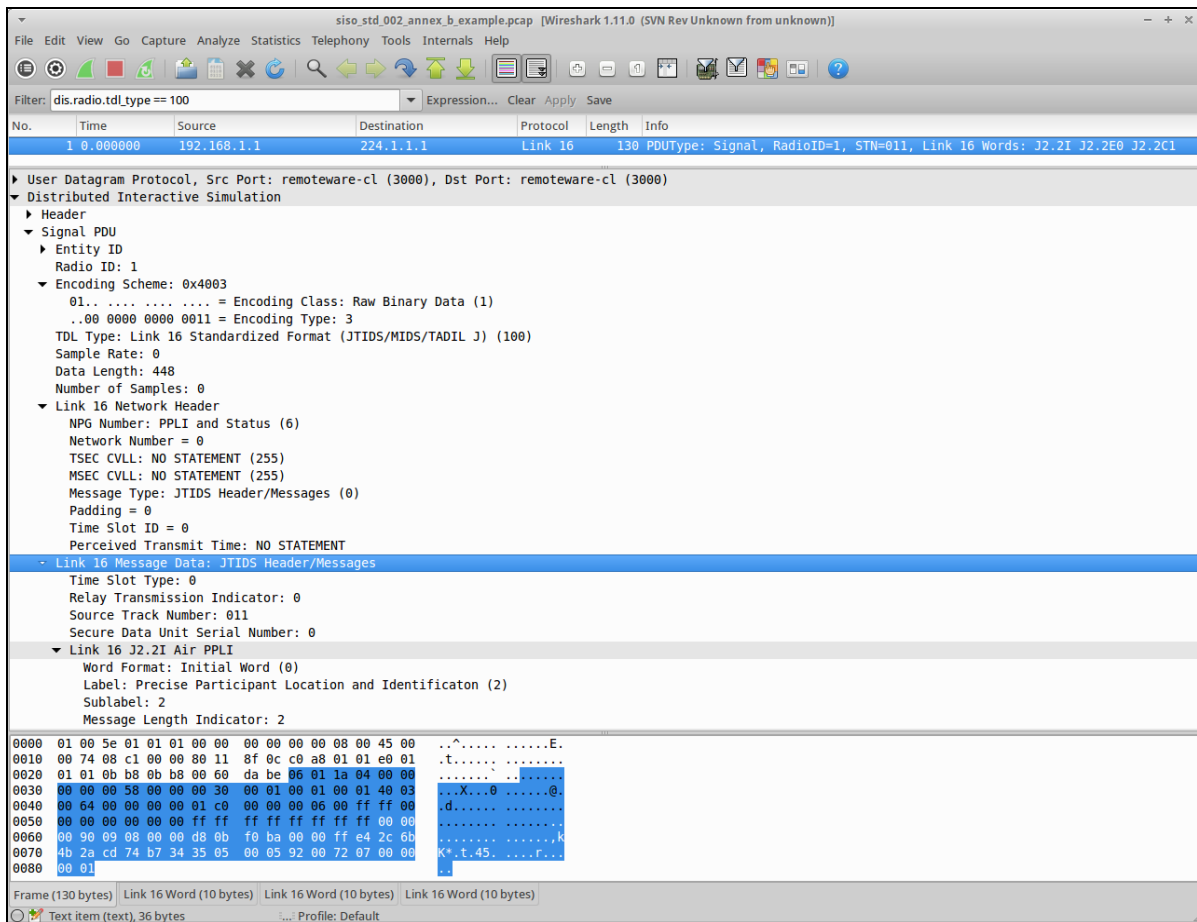 siso_std_002_annex_b_example.pcap [Wireshark 1.11.0 (SVN Rev Unknown from unknown)]
File Edit View Go Capture Analyze Statistics Telephony Tools Internals Help
Filter: dis.radio.tdl_type == 100 Expression... Clear Apply Save
No. Time Source Destination Protocol Length Info
1 0.000000 192.168.1.1 224.1.1.1 Link 16 130 PDUType: Signal, RadioID=1, STN=011, Link 16 Words: J2.2I J2.2E0 J2.2C1
User Datagram Protocol, Src Port: remoteware-cl (3000), Dst Port: remoteware-cl (3000)
Distributed Interactive Simulation
Header
Signal PDU
Entity ID
Radio ID: 1
Encoding Scheme: 0x4003
01.. .... .... .... = Encoding Class: Raw Binary Data (1)
..00 0000 0000 0011 = Encoding Type: 3
TDL Type: Link 16 Standardized Format (JTIDS/MIDS/TADIL J) (100)
Sample Rate: 0
Data Length: 448
Number of Samples: 0
Link 16 Network Header
NPG Number: PPLI and Status (6)
Network Number = 0
TSEC CVLL: NO STATEMENT (255)
MSEC CVLL: NO STATEMENT (255)
Message Type: JTIDS Header/Messages (0)
Padding = 0
Time Slot ID = 0
Perceived Transmit Time: NO STATEMENT
Link 16 Message Data: JTIDS Header/Messages
Time Slot Type: 0
Relay Transmission Indicator: 0
Source Track Number: 011
Secure Data Unit Serial Number: 0
Link 16 J2.2I Air PPLI
Word Format: Initial Word (0)
Label: Precise Participant Location and Identificaton (2)
Sublabel: 2
Message Length Indicator: 2
0000 01 00 5e 01 01 01 00 00 00 00 00 00 08 00 45 00 ..^..... ......E.
0010 00 74 08 c1 00 00 80 11 8f 0c c0 a8 01 01 e0 01 .t...... ........
0020 01 01 0b b8 0b b8 00 60 da be 06 01 1a 04 00 00 .......` ........
0030 00 00 00 58 00 00 00 30 00 01 00 01 00 01 40 03 ...X...0 ......@.
0040 00 64 00 00 00 00 01 c0 00 00 00 06 00 ff ff 00 .d...... ........
0050 00 00 00 00 00 00 ff ff ff ff ff ff ff ff 00 00 ........ ........
0060 00 90 09 08 00 00 d8 0b f0 ba 00 00 ff e4 2c 6b ........ ......,k
0070 4b 2a cd 74 b7 34 35 05 00 05 92 00 72 07 00 00 K*.t.45. ....r...
0080 00 01 ..
Frame (130 bytes) Link 16 Word (10 bytes) Link 16 Word (10 bytes) Link 16 Word (10 bytes)
Text item (text), 36 bytes ... Profile: Default